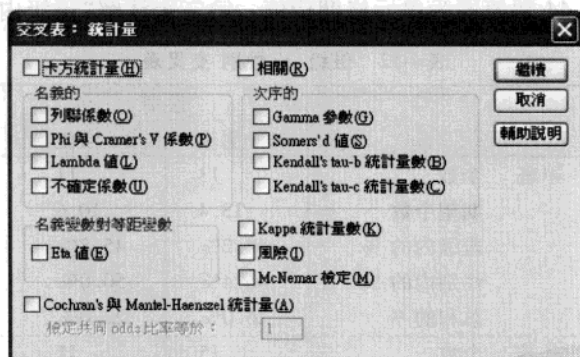 交叉表：統計量
卡方統計量(H)
相關(R)
繼續
取消
輔助說明
名義的
列聯係數(O)
Phi 與 Cramer's V 係數(P)
Lambda 值(L)
不確定係數(U)
次序的
Gamma 參數(G)
Somers'd 值(S)
Kendall's tau-b 統計量數(B)
Kendall's tau-c 統計量數(C)
名義變數對等距變數
Eta 值(E)
Kappa 統計量數(K)
風險(I)
McNemar 檢定(M)
Cochran's 與 Mantel-Haenszel 統計量(A)
檢定共同 odds 比率等於：
1